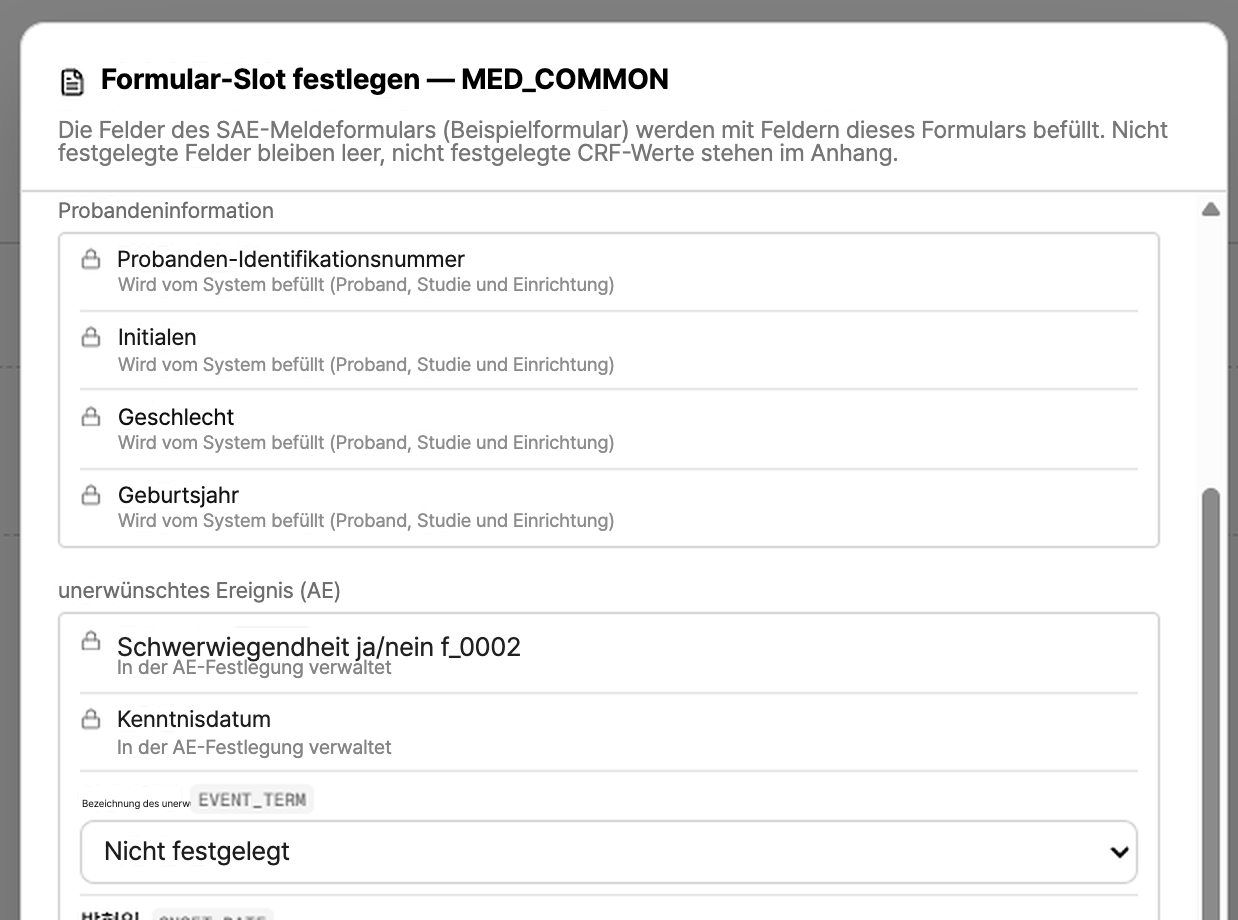 Formular-Slot festlegen — MED_COMMON
Die Felder des SAE-Meldeformulars (Beispielformular) werden mit Feldern dieses Formulars befüllt. Nicht
festgelegte Felder bleiben leer, nicht festgelegte CRF-Werte stehen im Anhang.
Probandeninformation
Probanden-Identifikationsnummer
Wird vom System befüllt (Proband, Studie und Einrichtung)
Initialen
Wird vom System befüllt (Proband, Studie und Einrichtung)
Geschlecht
Wird vom System befüllt (Proband, Studie und Einrichtung)
Geburtsjahr
Wird vom System befüllt (Proband, Studie und Einrichtung)
unerwünschtes Ereignis (AE)
Schwerwiegendheit ja/nein f_0002
In der AE-Festlegung verwaltet
Kenntnisdatum
In der AE-Festlegung verwaltet
Bezeichnung des unerw EVENT_TERM
Nicht festgelegt